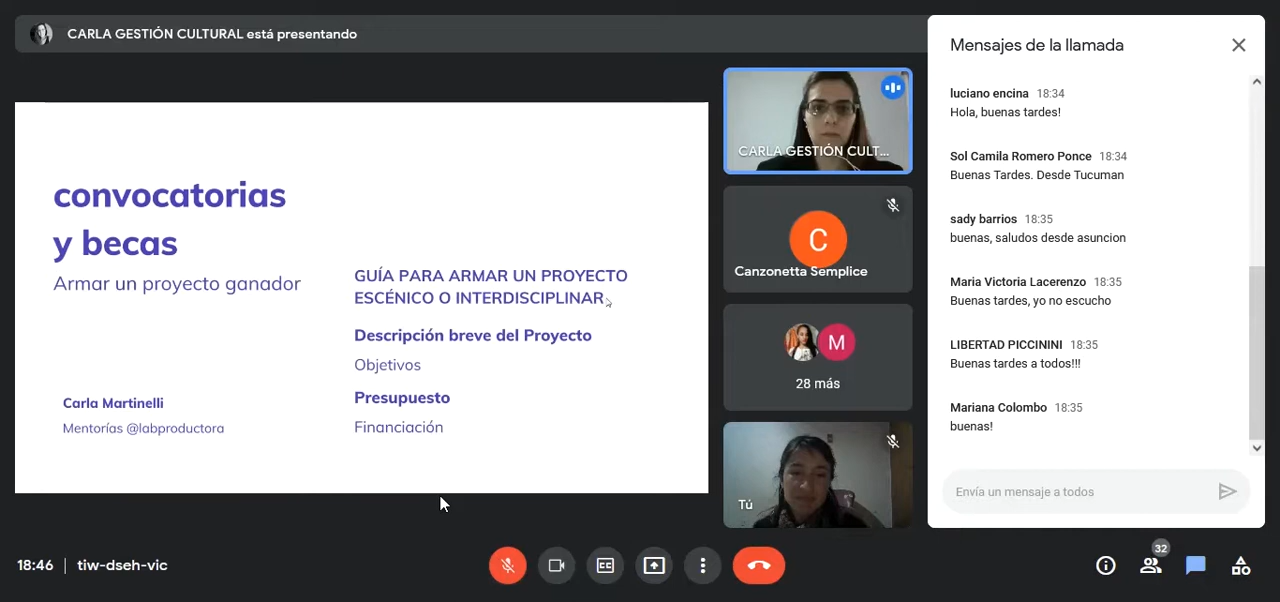 CARLA GESTIÓN CULTURAL está presentando
convocatorias
y becas
Armar un proyecto ganador
Carla Martinelli
Mentorías @labproductora
GUÍA PARA ARMAR UN PROYECTO
ESCÉNICO O INTERDISCIPLINAR
Descripción breve del Proyecto
Objetivos
Presupuesto
Financiación
CARLA GESTIÓN CULT...
C
Canzonetta Semplice
M
28 más
Tú
Mensajes de la llamada
luciano encina 18:34
Hola, buenas tardes!
Sol Camila Romero Ponce 18:34
Buenas Tardes. Desde Tucuman
sady barrios 18:35
buenas, saludos desde asuncion
Maria Victoria Lacerenzo 18:35
Buenas tardes, yo no escucho
LIBERTAD PICCININI 18:35
Buenas tardes a todos!!!
Mariana Colombo 18:35
buenas!
Envía un mensaje a todos
18:46 | tiw-dseh-vic
CC
32